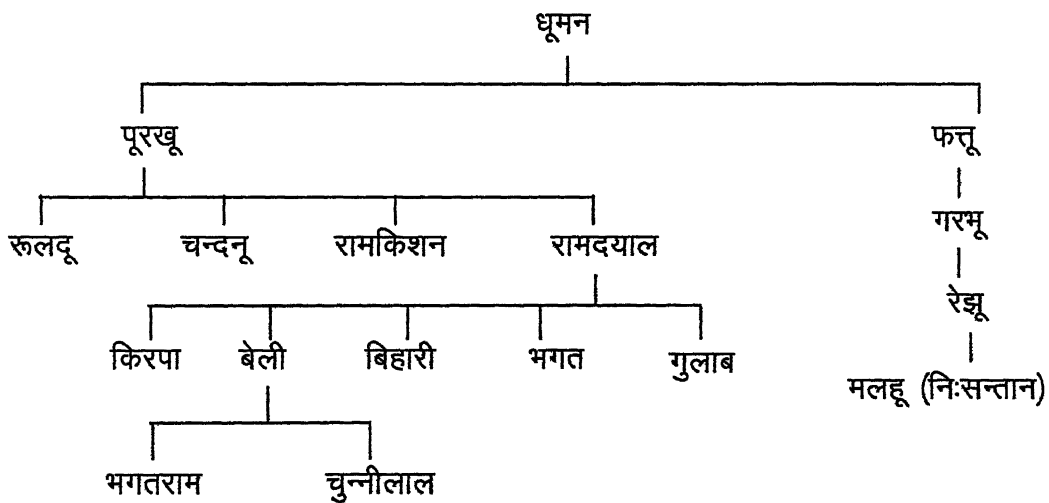 धूमन
पूरखू फत्तू
रूलदू चन्दनू रामकिशन रामदयाल गरभू
रेझू
किरपा बेली बिहारी भगत गुलाब
मलहू (निःसन्तान)
भगतराम चुन्नीलाल